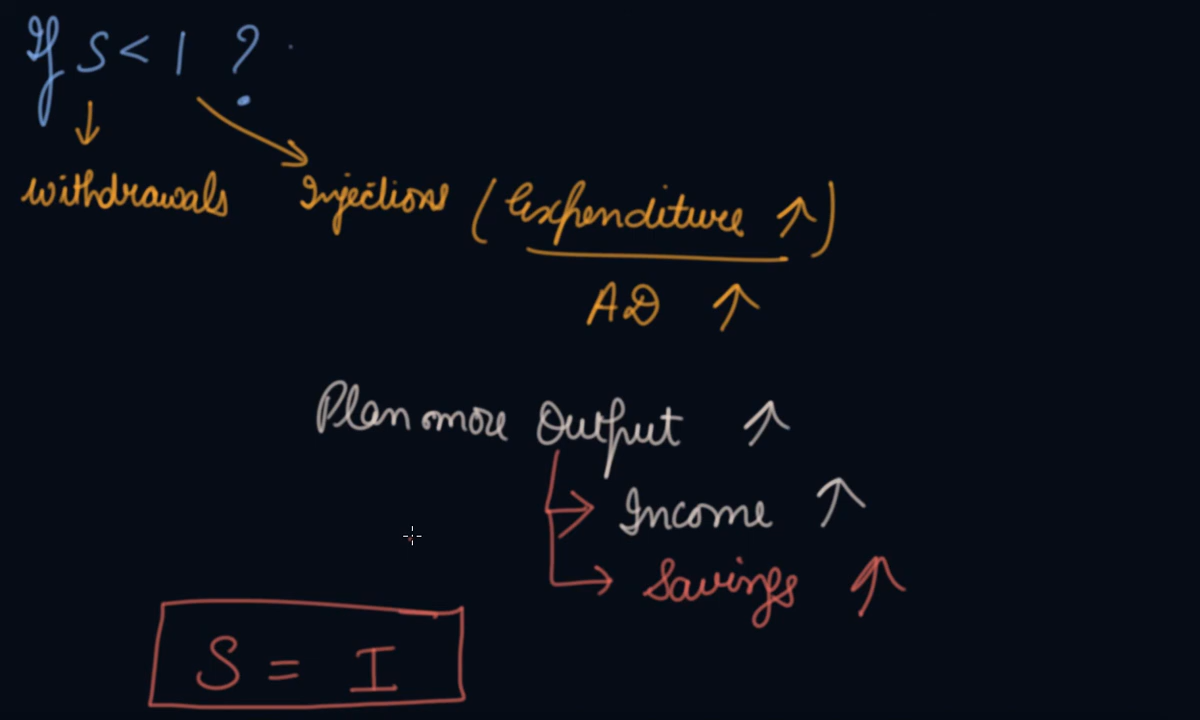 If S < I ?
withdrawals Injections (Expenditure ↑)
AD ↑
Plan more Output ↑
→ Income ↑
→ Savings ↑
S = I